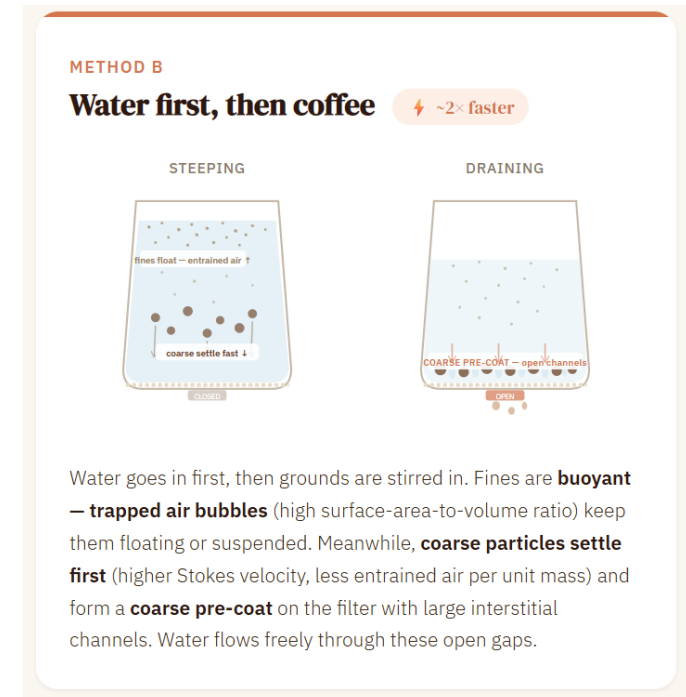 METHOD B
Water first, then coffee
~2× faster
STEEPING
DRAINING
fines float — entrained air ↑
coarse settle fast ↓
CLOSED
COARSE PRE-COAT — open channels
OPEN
Water goes in first, then grounds are stirred in. Fines are buoyant
— trapped air bubbles (high surface-area-to-volume ratio) keep
them floating or suspended. Meanwhile, coarse particles settle
first (higher Stokes velocity, less entrained air per unit mass) and
form a coarse pre-coat on the filter with large interstitial
channels. Water flows freely through these open gaps.